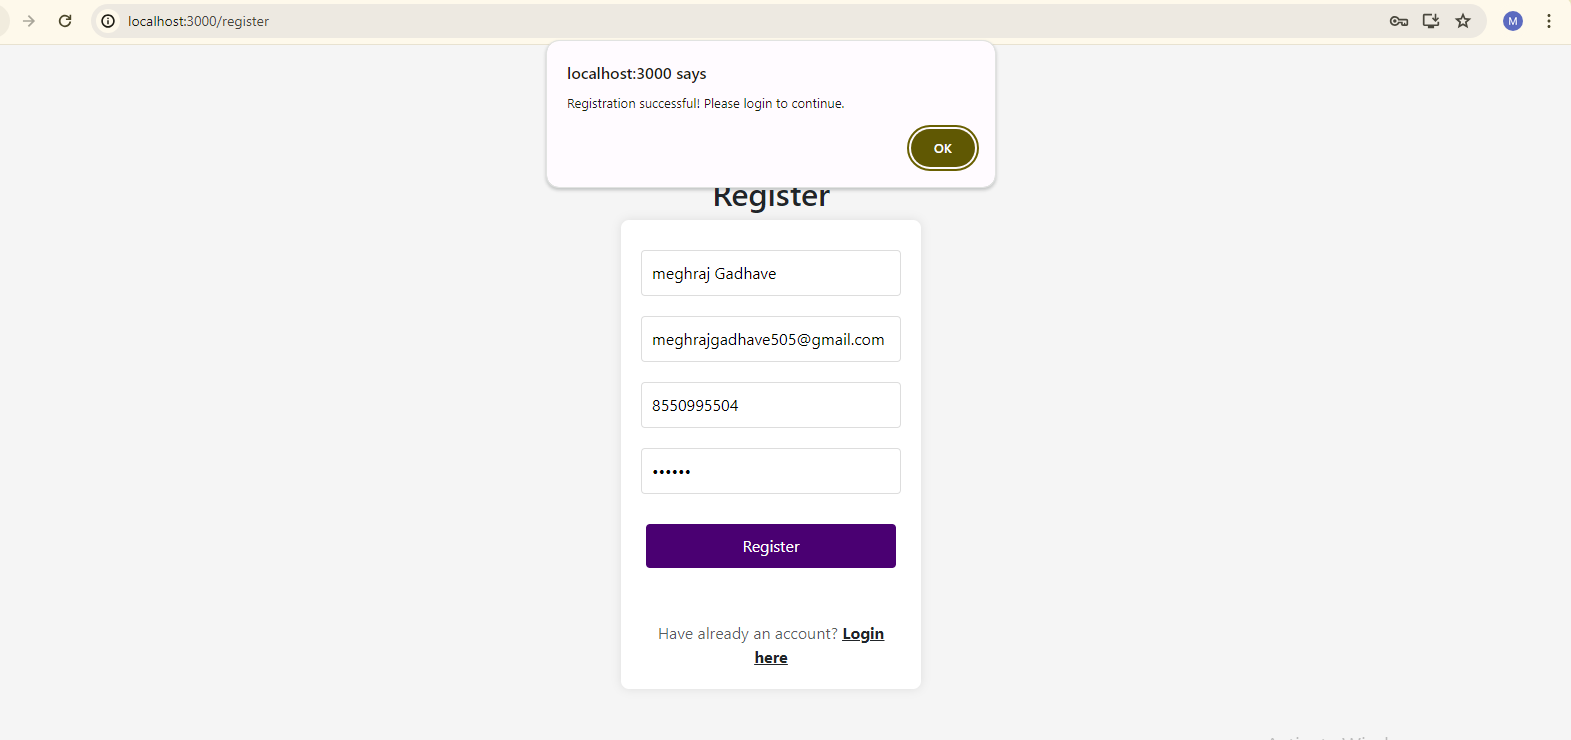 localhost:3000/register
M
localhost:3000 says
Registration successful! Please login to continue.
OK
Register
meghraj Gadhave
meghrajgadhave505@gmail.com
8550995504
••••••
Register
Have already an account? Login
here